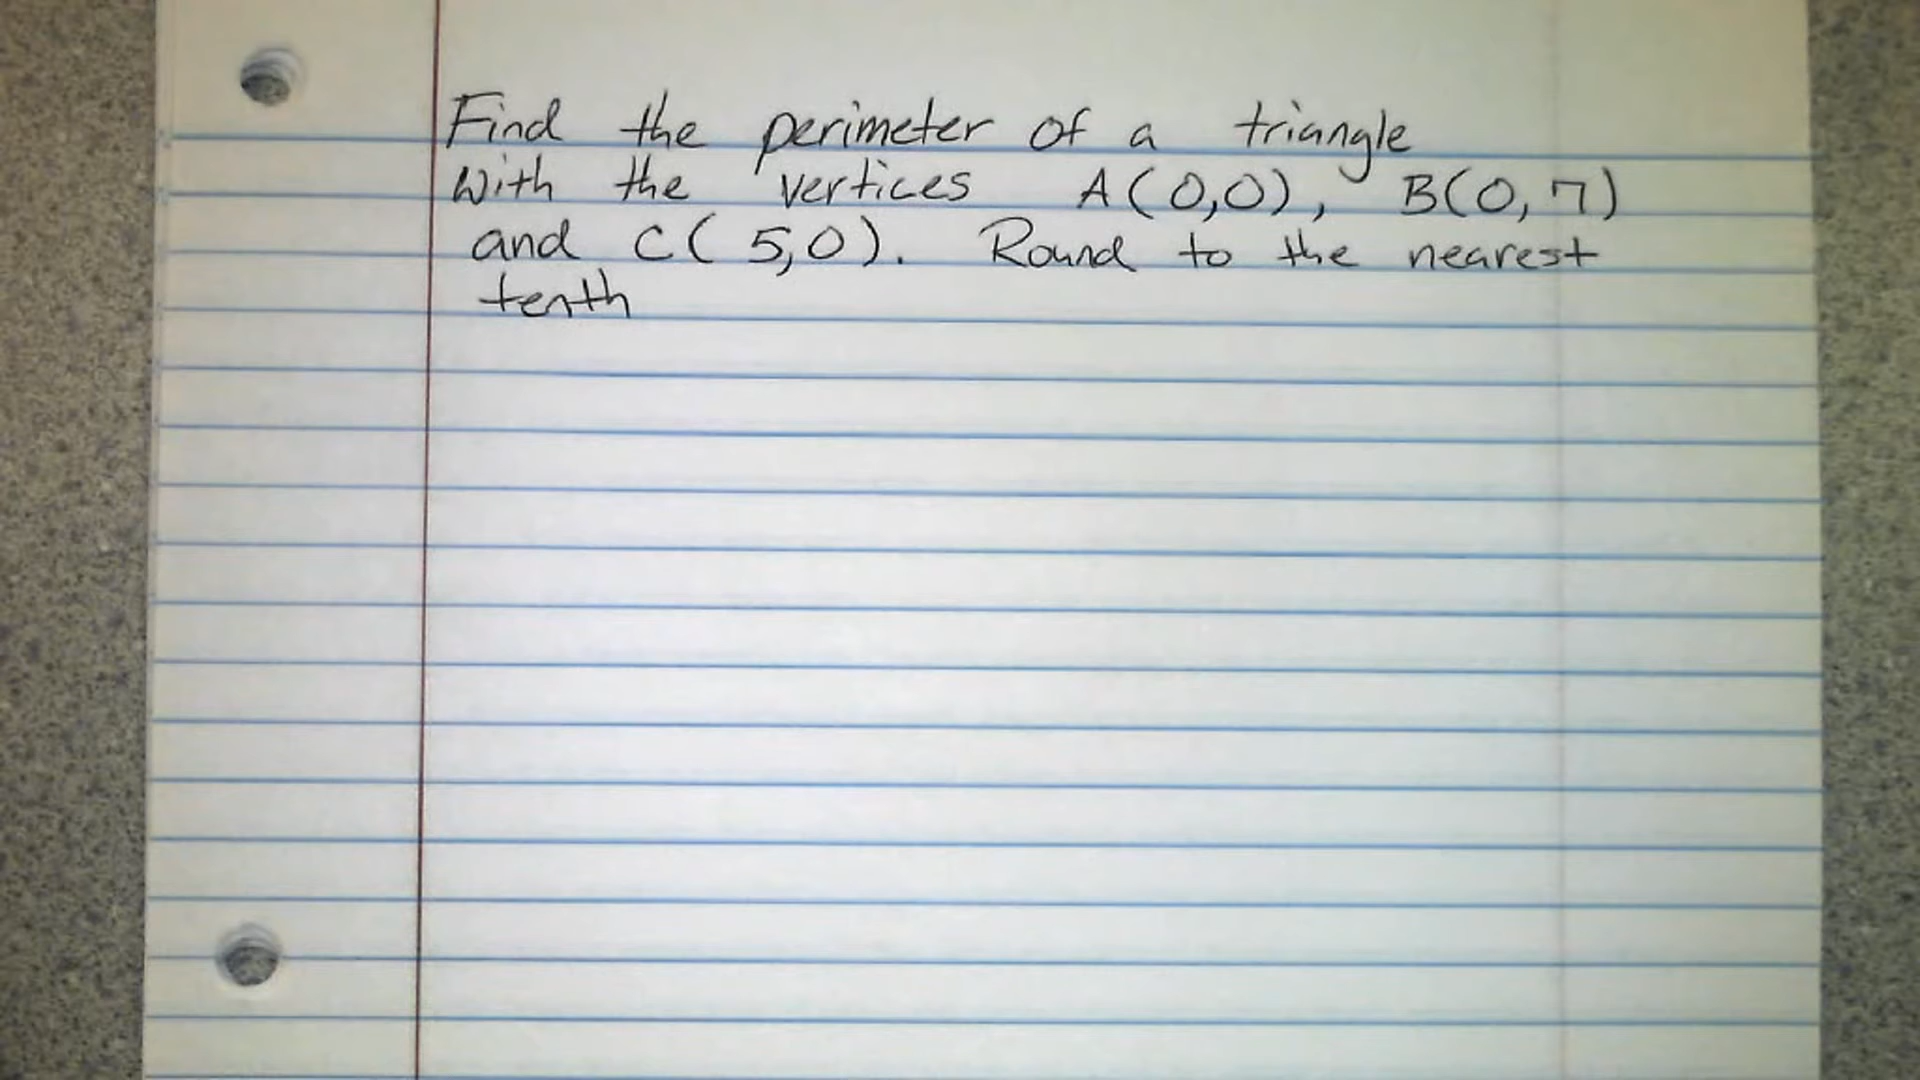 Find the perimeter of a triangle
with the vertices A(0,0), B(0,7)
and C(5,0). Round to the nearest
tenth